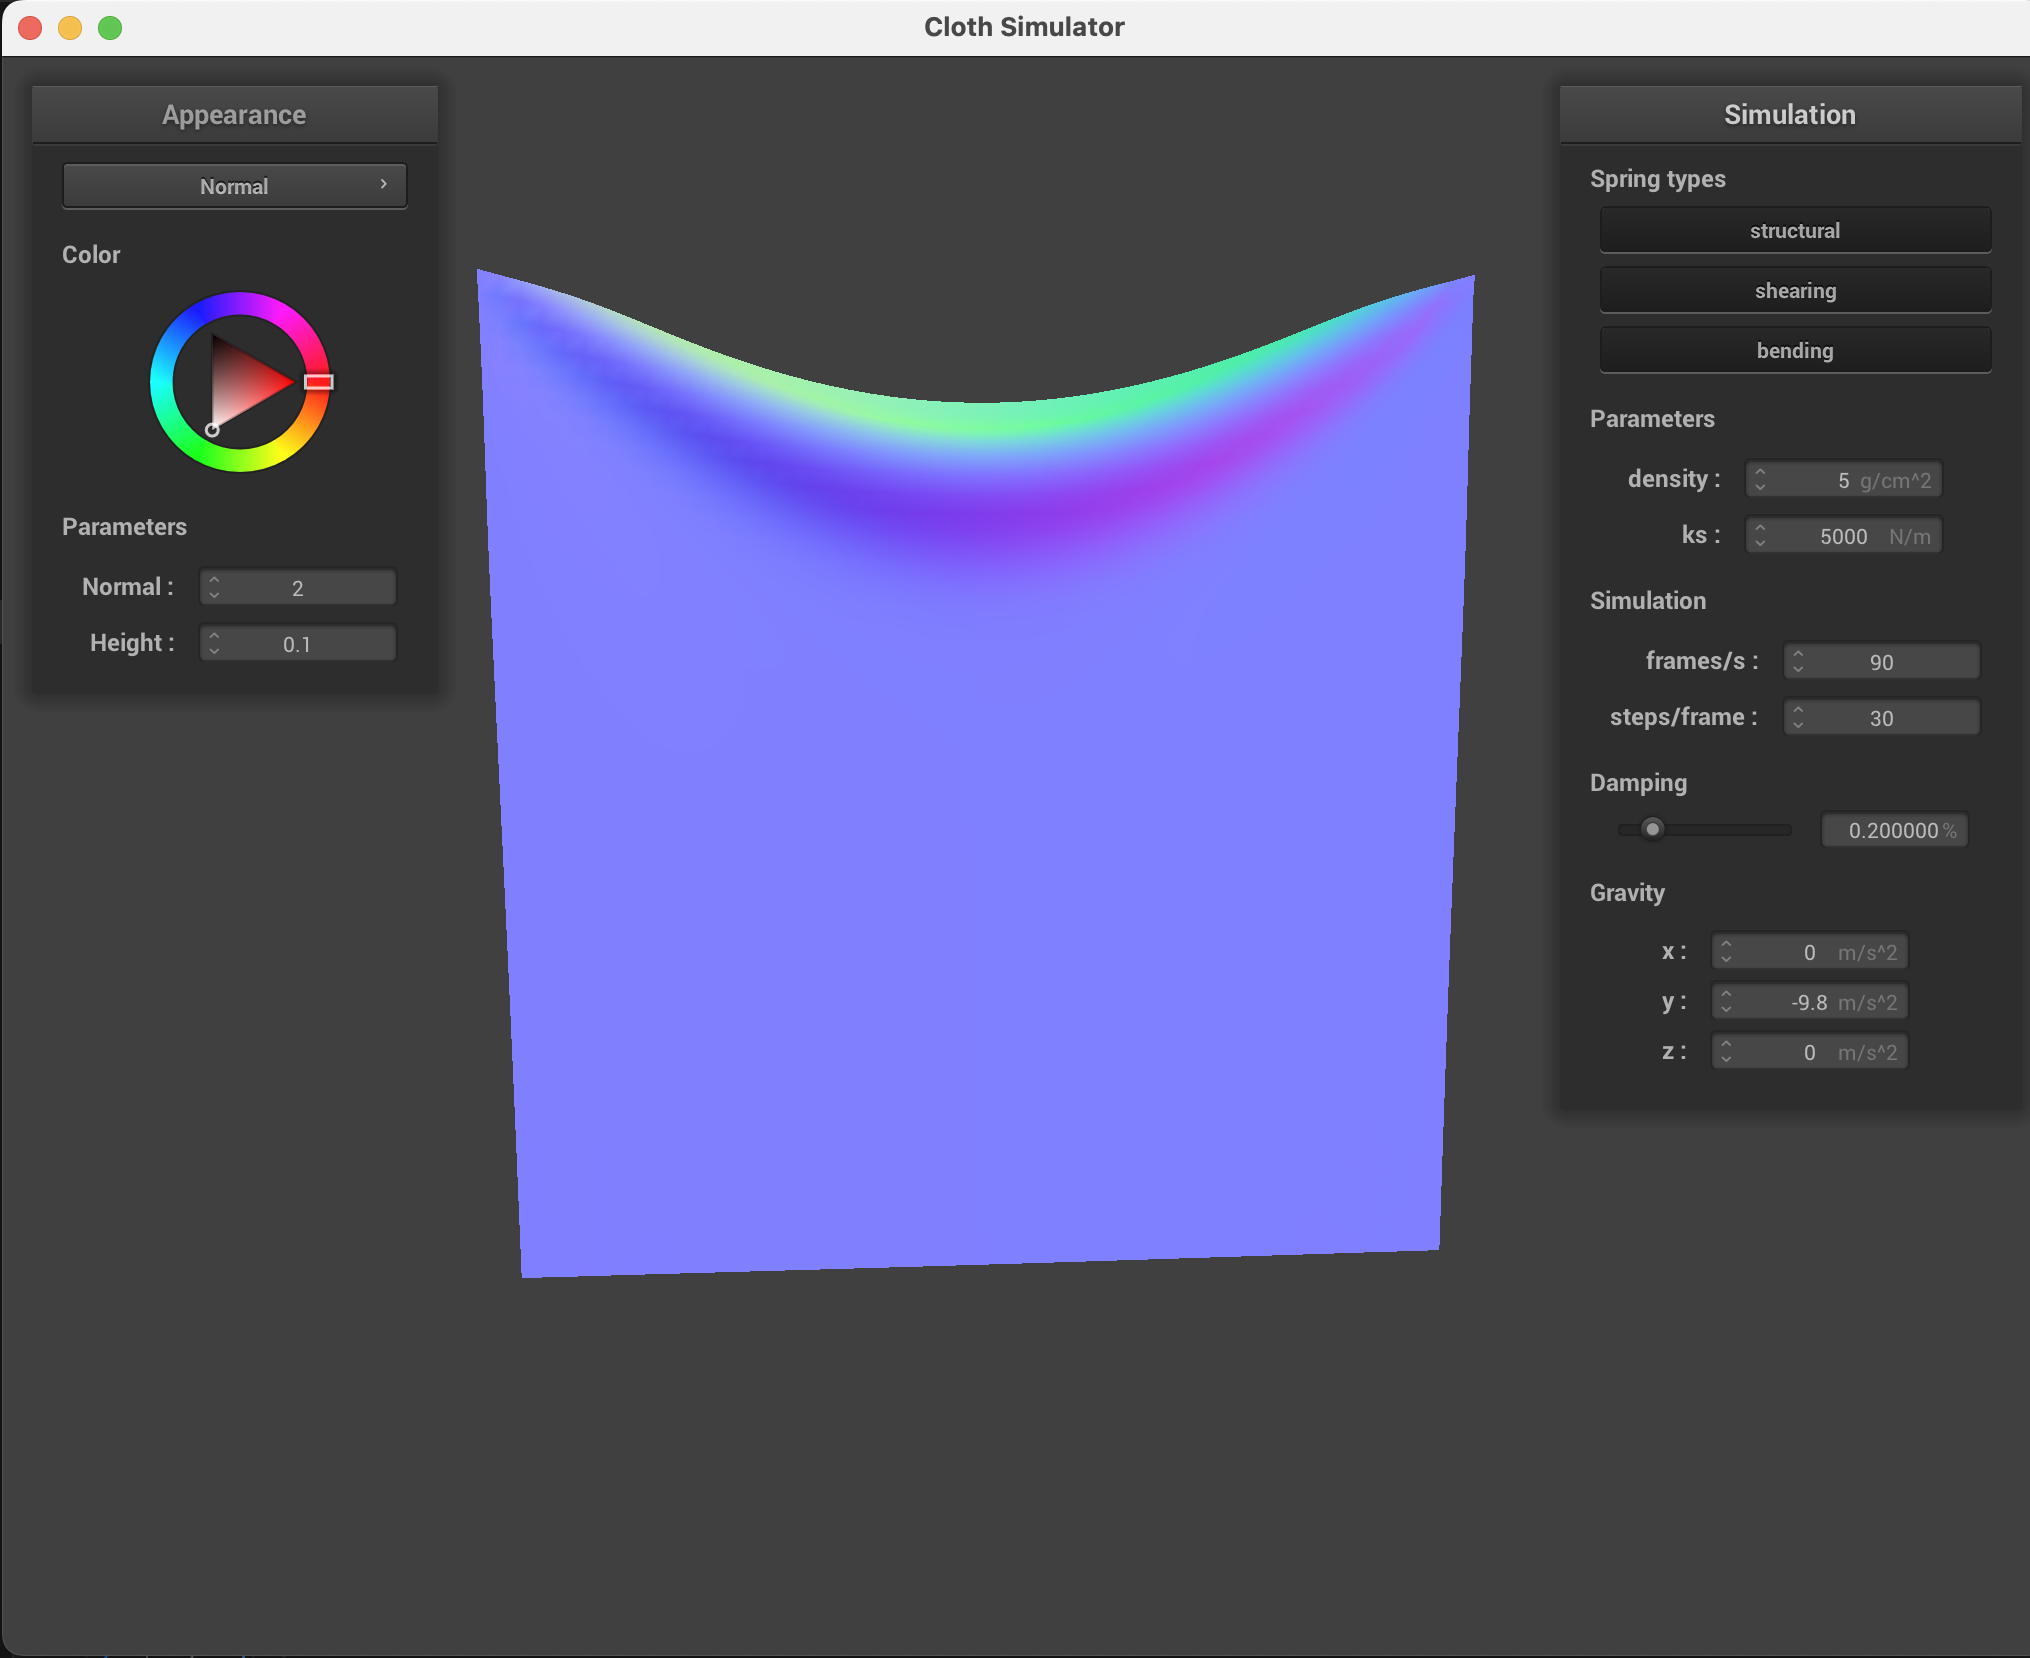 Cloth Simulator
Appearance
Normal
Color
Parameters
Normal : 2
Height : 0.1
Simulation
Spring types
structural
shearing
bending
Parameters
density : 5 g/cm^2
ks : 5000 N/m
Simulation
frames/s : 90
steps/frame : 30
Damping
0.200000 %
Gravity
x : 0 m/s^2
y : -9.8 m/s^2
z : 0 m/s^2